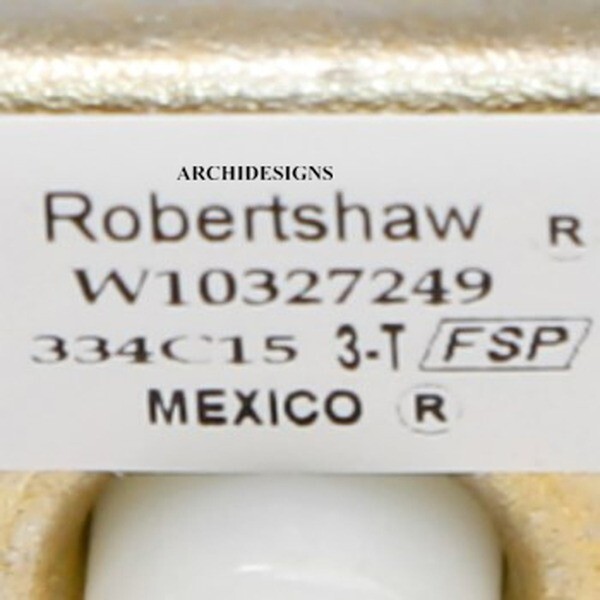 ARCHIDESIGNS
Robertshaw R
W10327249
334C15 3-T FSP
MEXICO R